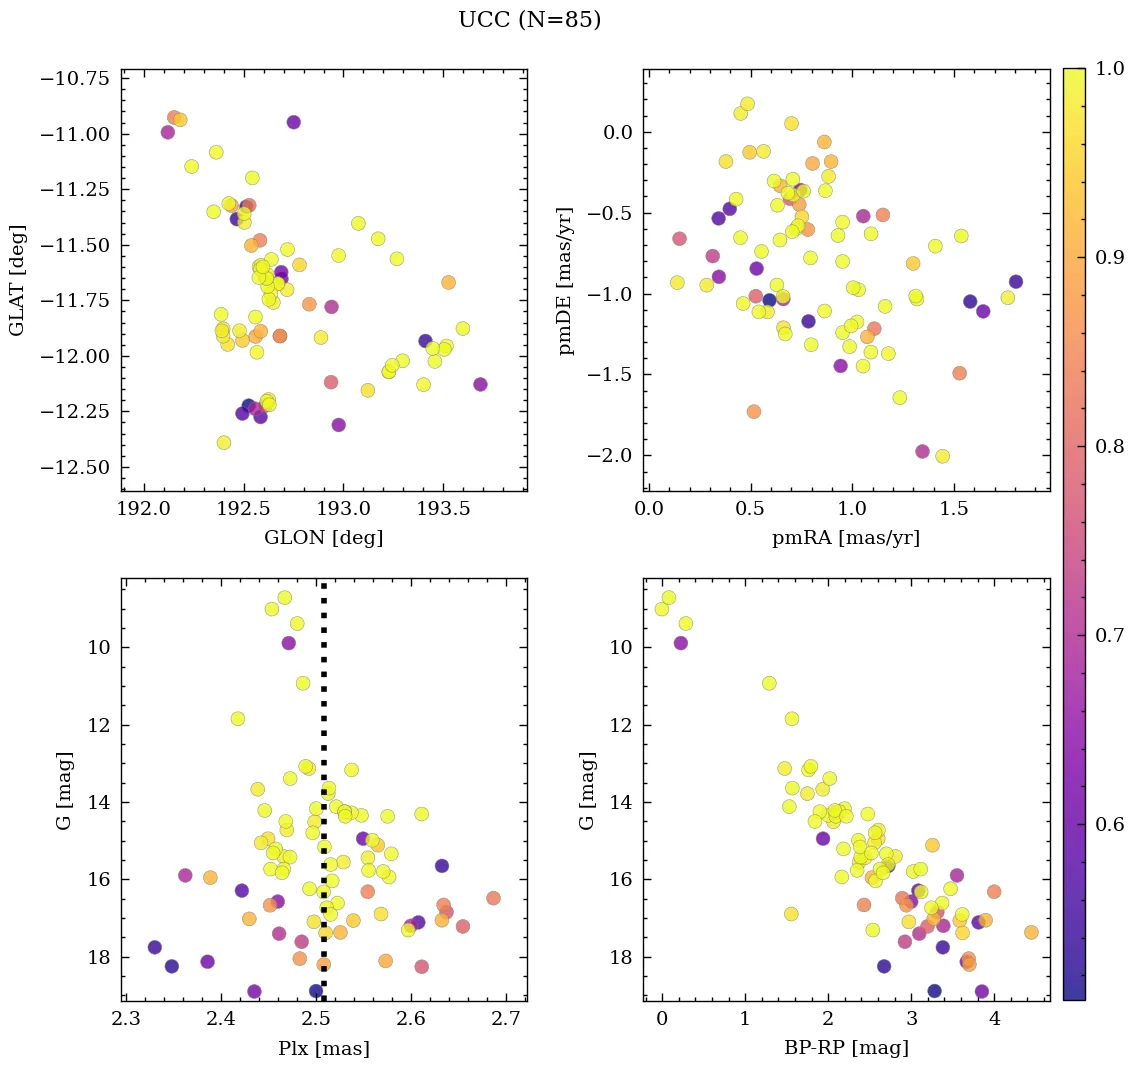 UCC (N=85)
−10.75
−11.00
−11.25
−11.50
−11.75
−12.00
−12.25
−12.50
GLAT [deg]
192.0 192.5 193.0 193.5
GLON [deg]
0.0
−0.5
−1.0
−1.5
−2.0
pmDE [mas/yr]
0.0 0.5 1.0 1.5
pmRA [mas/yr]
1.0
0.9
0.8
0.7
0.6
10
12
14
16
18
G [mag]
2.3 2.4 2.5 2.6 2.7
Plx [mas]
10
12
14
16
18
G [mag]
0 1 2 3 4
BP-RP [mag]